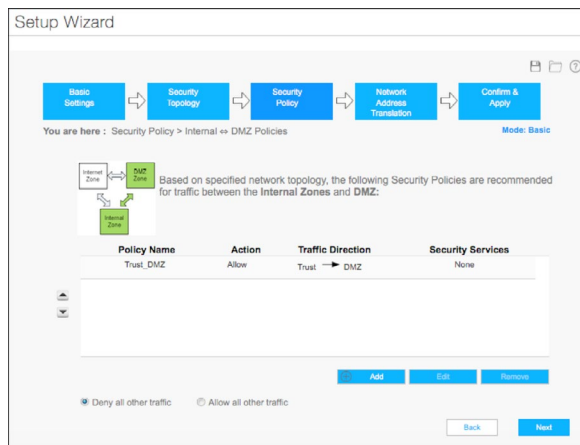 Setup Wizard
Basic Settings
Security Topology
Security Policy
Network Address Translation
Confirm & Apply
You are here : Security Policy > Internal ⇔ DMZ Policies
Mode: Basic
Internet Zone
DMZ Zone
Internal Zone
Based on specified network topology, the following Security Policies are recommended
for traffic between the Internal Zones and DMZ:
Policy Name Action Traffic Direction Security Services
Trust_DMZ Allow Trust → DMZ None
Add Edit Remove
Deny all other traffic Allow all other traffic
Back Next